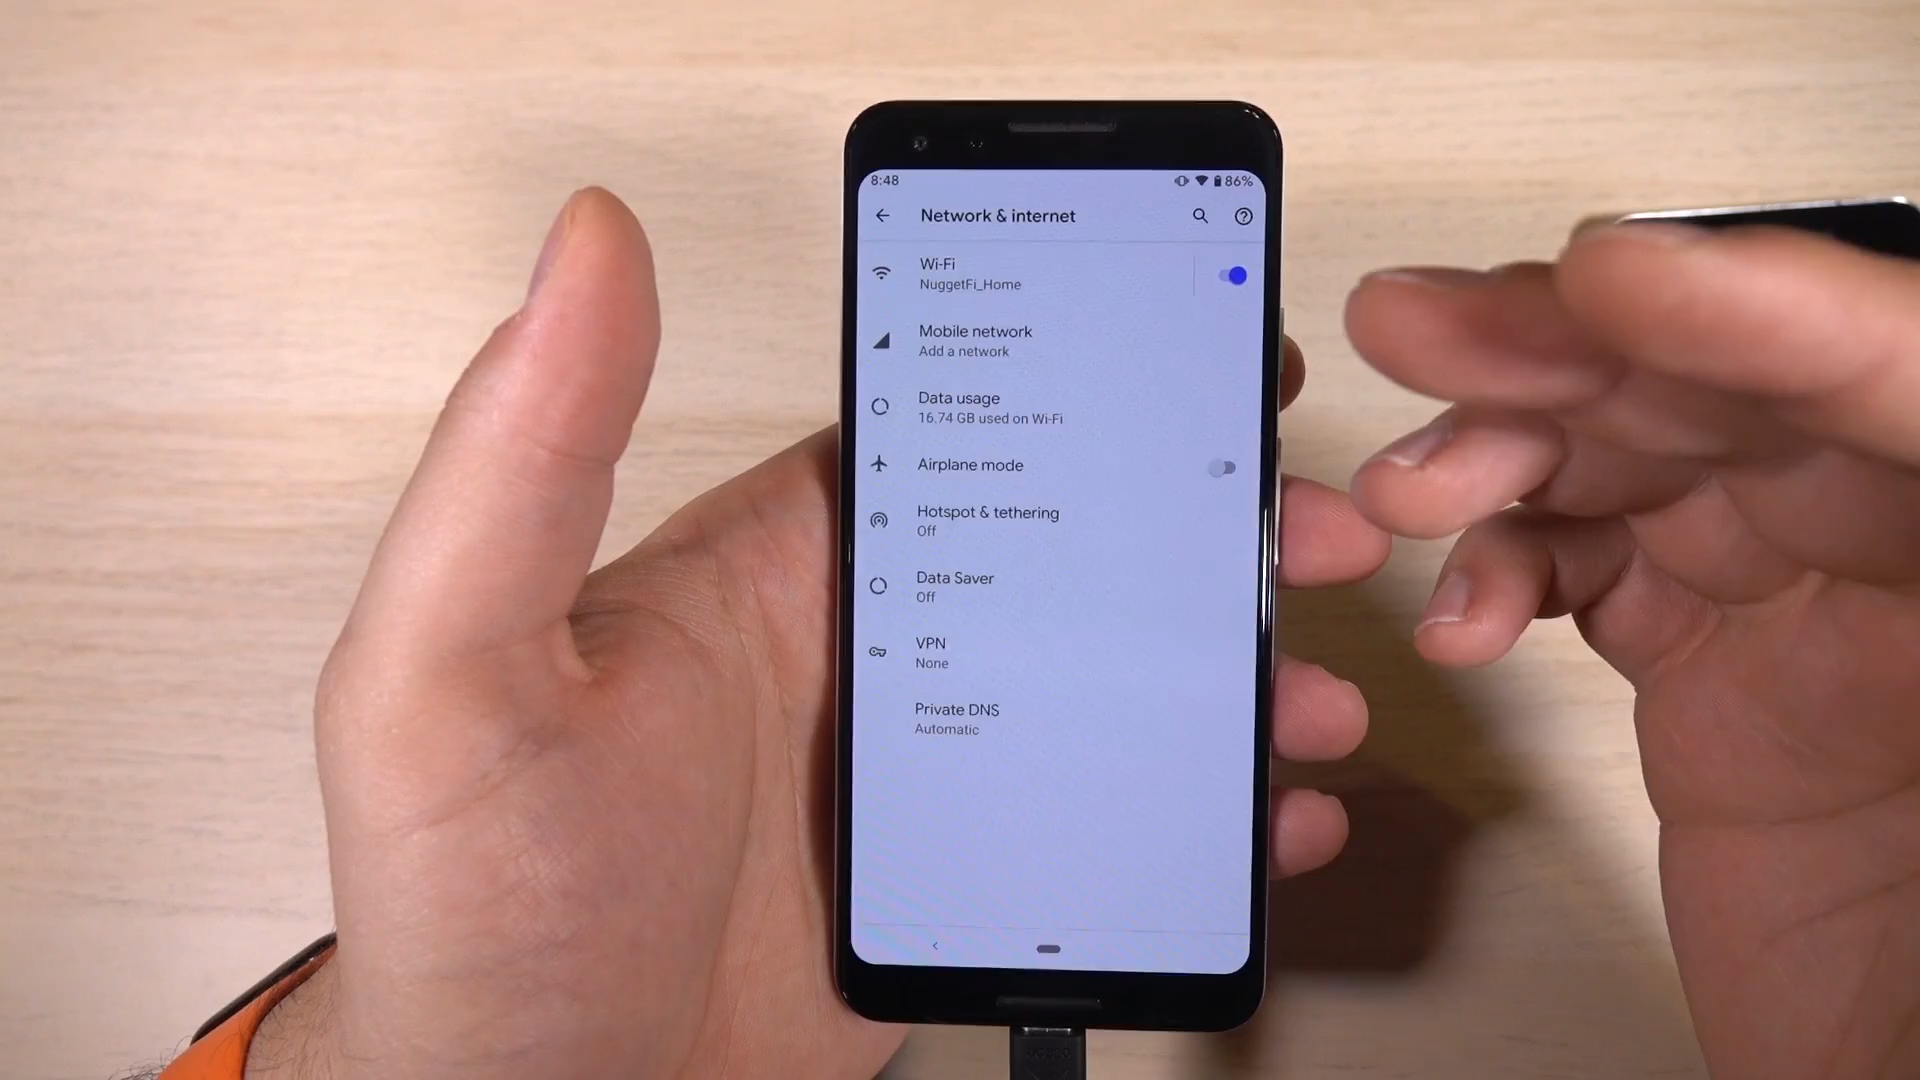 8:48
86%
Network & internet
Wi-Fi
NuggetFi_Home
Mobile network
Add a network
Data usage
16.74 GB used on Wi-Fi
Airplane mode
Hotspot & tethering
Off
Data Saver
Off
VPN
None
Private DNS
Automatic